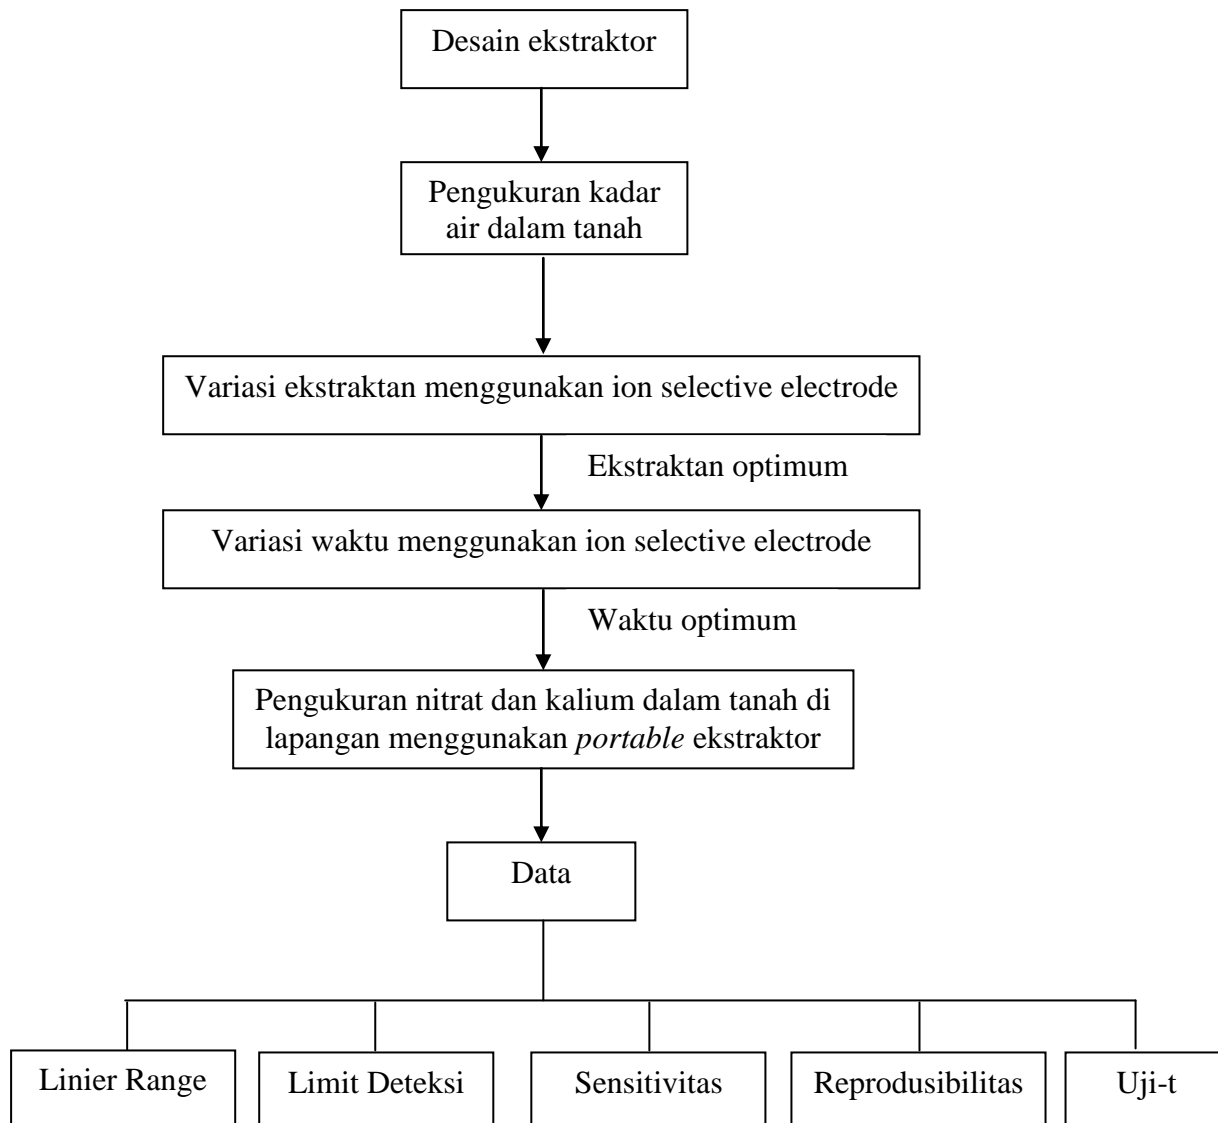 Desain ekstraktor
Pengukuran kadar
air dalam tanah
Variasi ekstraktan menggunakan ion selective electrode
Ekstraktan optimum
Variasi waktu menggunakan ion selective electrode
Waktu optimum
Pengukuran nitrat dan kalium dalam tanah di
lapangan menggunakan portable ekstraktor
Data
Linier Range
Limit Deteksi
Sensitivitas
Reprodusibilitas
Uji-t